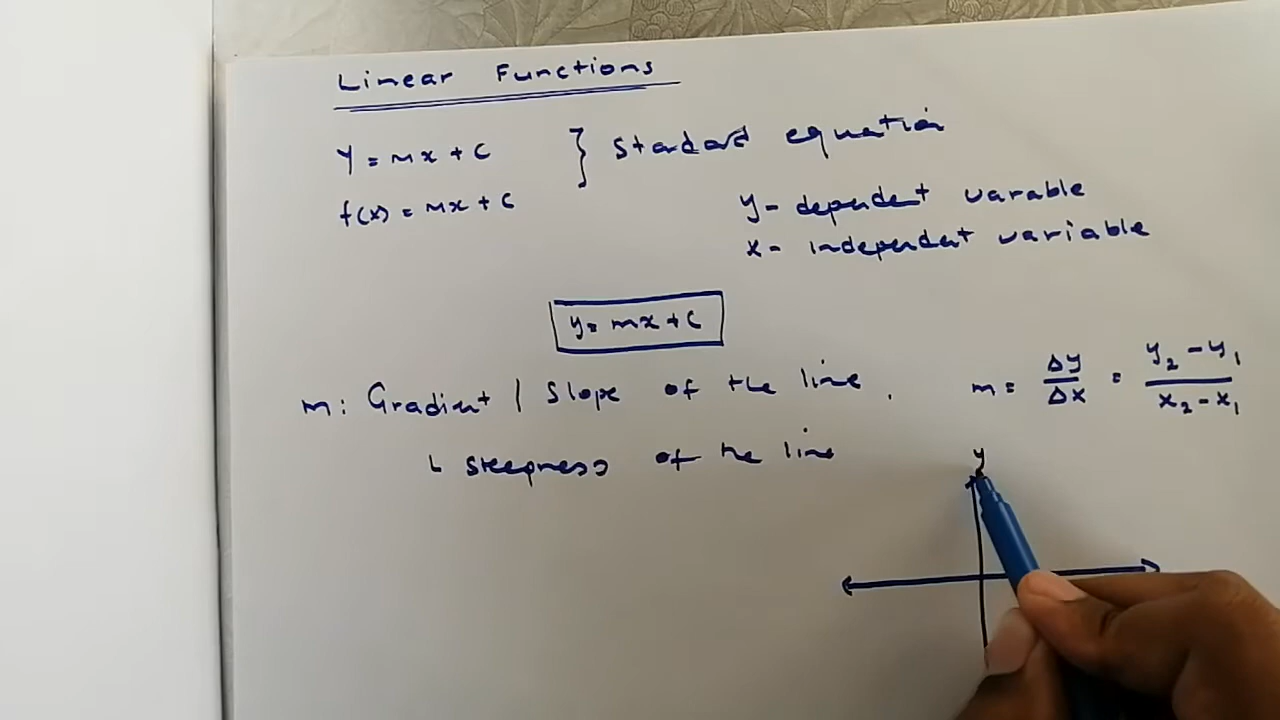 Linear Functions
y = mx + c } standard equation
f(x) = mx + c
y - dependent varable
x - independent variable
y = mx + c
m: Gradient | Slope of the line . m = Δy/Δx = y₂ - y₁ / x₂ - x₁
↳ steepness of the line
y